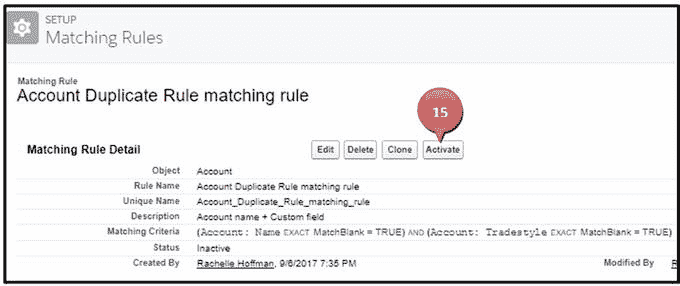 SETUP
Matching Rules
Matching Rule
Account Duplicate Rule matching rule
15
Matching Rule Detail Edit Delete Clone Activate
Object Account
Rule Name Account Duplicate Rule matching rule
Unique Name Account_Duplicate_Rule_matching_rule
Description Account name + Custom field
Matching Criteria (Account: Name EXACT MatchBlank = TRUE) AND (Account: Tradestyle EXACT MatchBlank = TRUE)
Status Inactive
Created By Rachelle Hoffman, 9/6/2017 7:35 PM Modified By